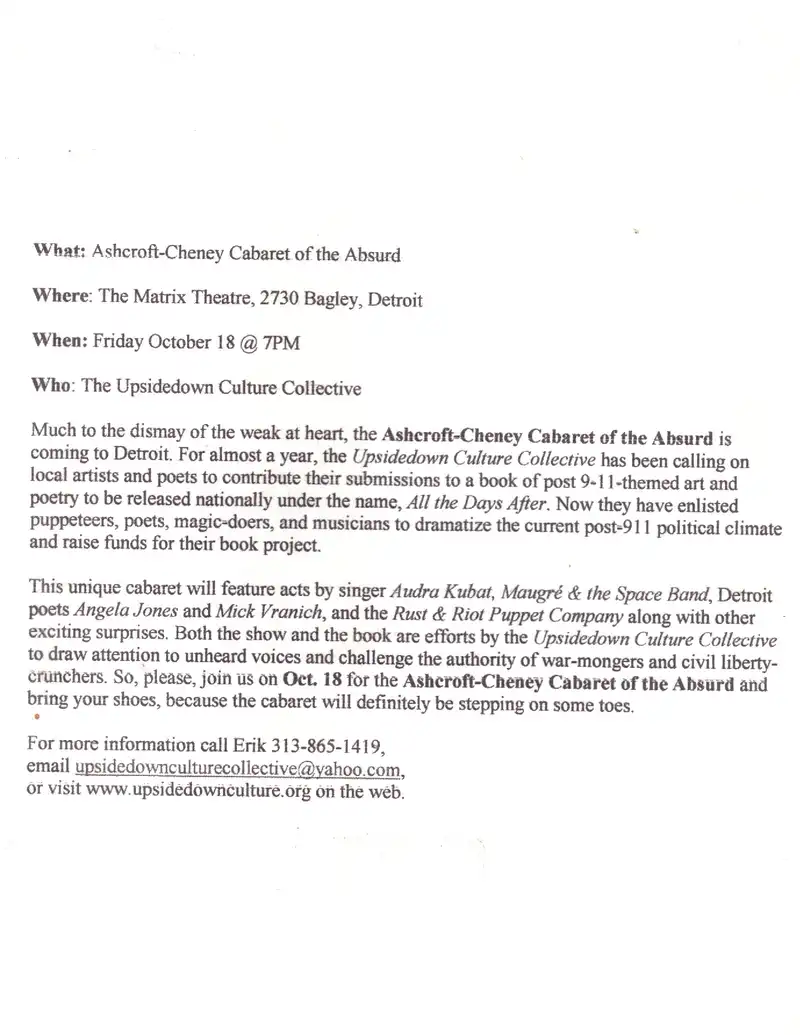 What: Ashcroft-Cheney Cabaret of the Absurd
Where: The Matrix Theatre, 2730 Bagley, Detroit
When: Friday October 18 @ 7PM
Who: The Upsidedown Culture Collective
Much to the dismay of the weak at heart, the Ashcroft-Cheney Cabaret of the Absurd is
coming to Detroit. For almost a year, the Upsidedown Culture Collective has been calling on
local artists and poets to contribute their submissions to a book of post 9-11-themed art and
poetry to be released nationally under the name, All the Days After. Now they have enlisted
puppeteers, poets, magic-doers, and musicians to dramatize the current post-911 political climate
and raise funds for their book project.
This unique cabaret will feature acts by singer Audra Kubat, Maugré & the Space Band, Detroit
poets Angela Jones and Mick Vranich, and the Rust & Riot Puppet Company along with other
exciting surprises. Both the show and the book are efforts by the Upsidedown Culture Collective
to draw attention to unheard voices and challenge the authority of war-mongers and civil liberty-
crunchers. So, please, join us on Oct. 18 for the Ashcroft-Cheney Cabaret of the Absurd and
bring your shoes, because the cabaret will definitely be stepping on some toes.
For more information call Erik 313-865-1419,
email upsidedownculturecollective@yahoo.com,
or visit www.upsidedownculture.org on the web.